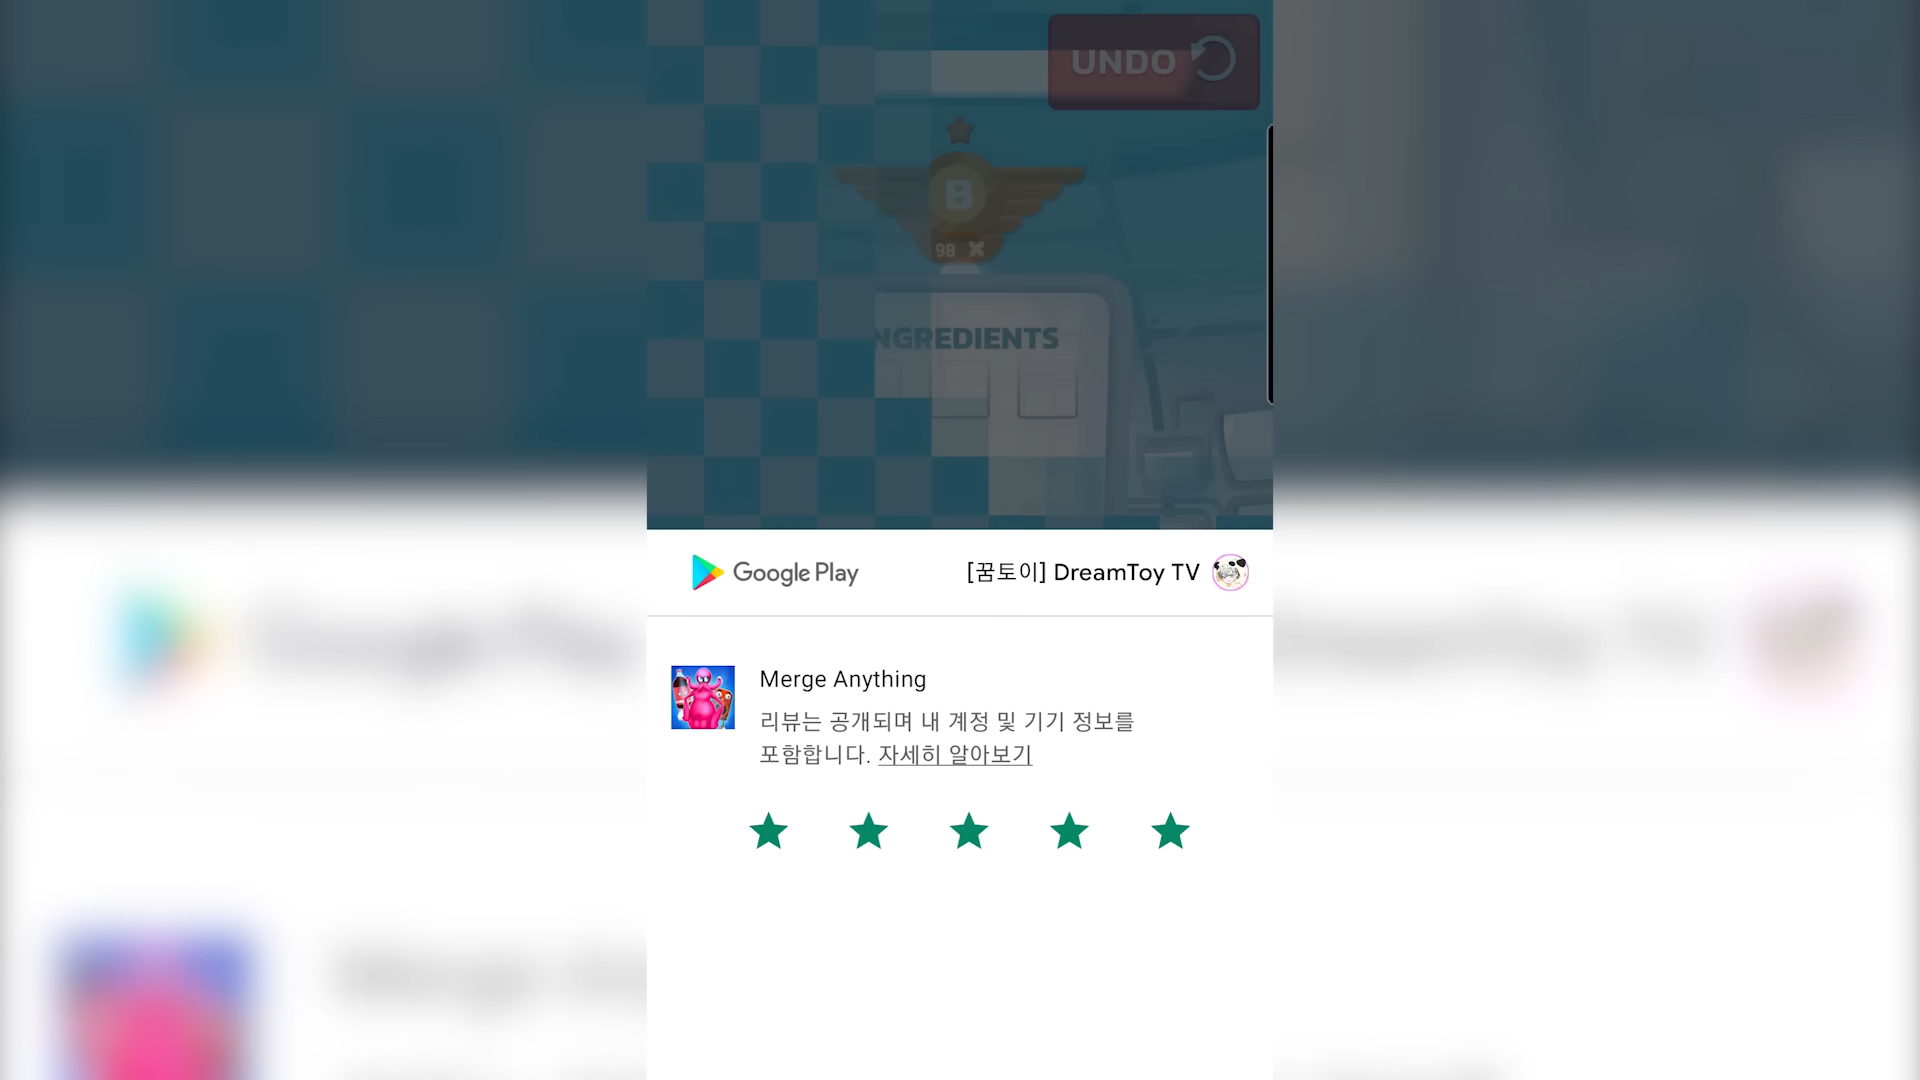 UNDO
B
98
NGREDIENTS
Google Play
[꿈토이] DreamToy TV
Merge Anything
리뷰는 공개되며 내 계정 및 기기 정보를
포함합니다. 자세히 알아보기